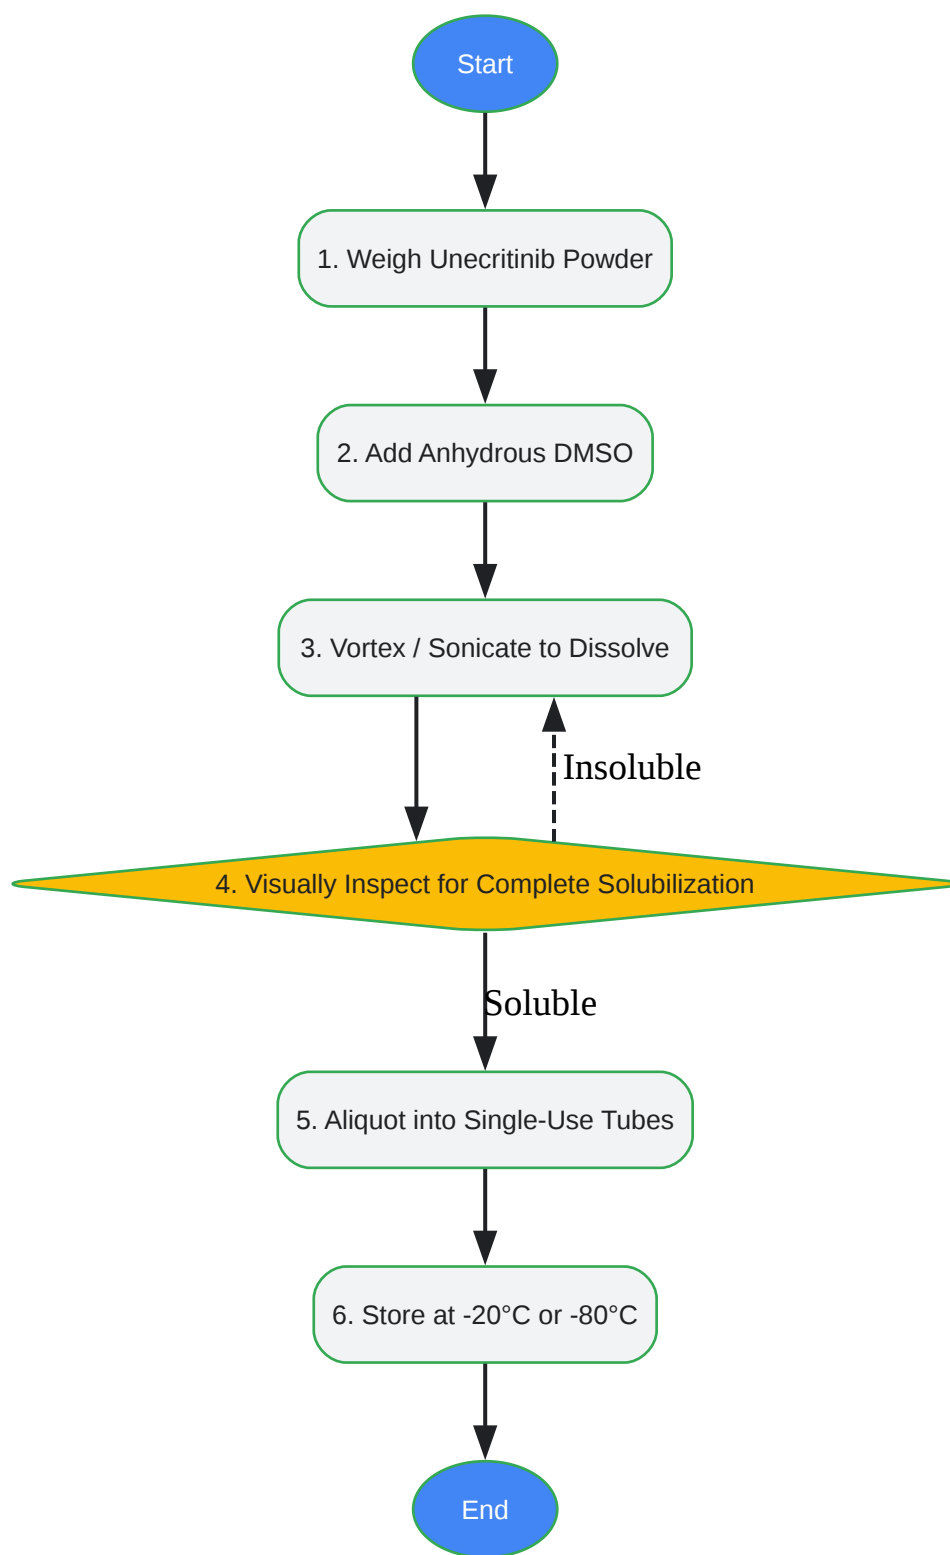 Start
1. Weigh Unecritinib Powder
2. Add Anhydrous DMSO
3. Vortex / Sonicate to Dissolve
Insoluble
4. Visually Inspect for Complete Solubilization
Soluble
5. Aliquot into Single-Use Tubes
6. Store at -20°C or -80°C
End